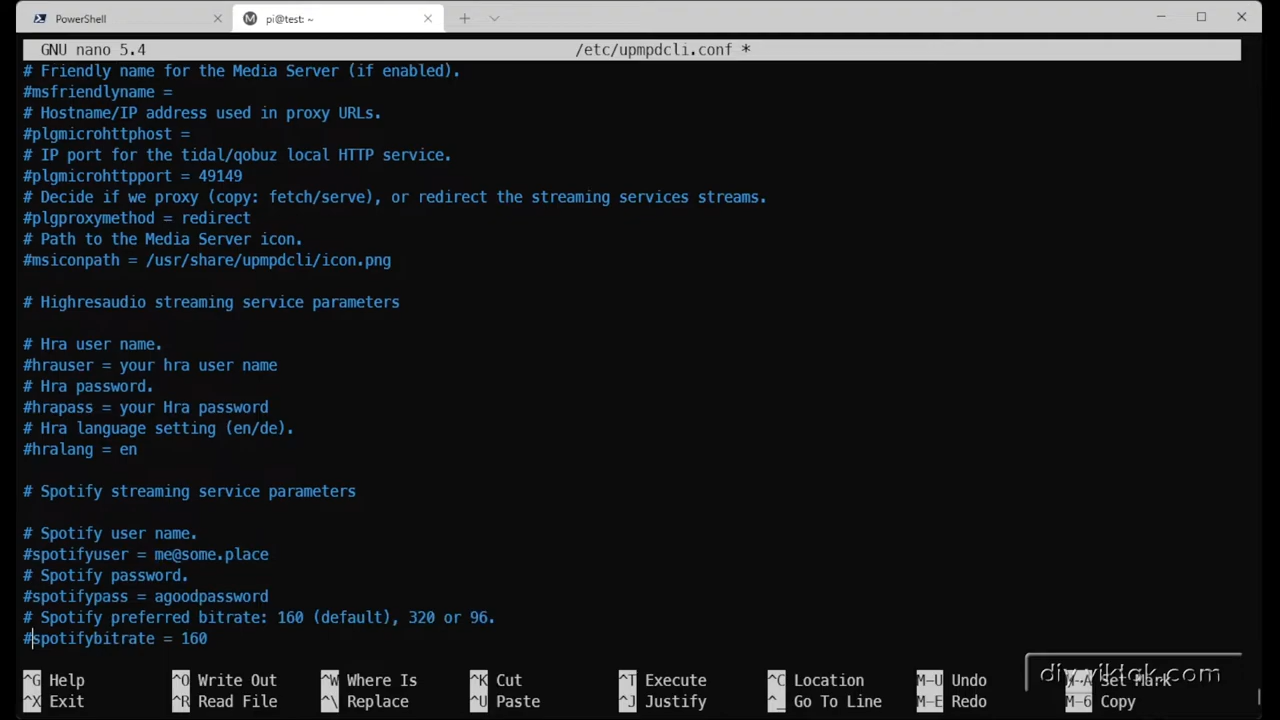 PowerShell
pi@test: ~
GNU nano 5.4 /etc/upmpdcli.conf *
# Friendly name for the Media Server (if enabled).
#msfriendlyname =
# Hostname/IP address used in proxy URLs.
#plgmicrohttphost =
# IP port for the tidal/qobuz local HTTP service.
#plgmicrohttpport = 49149
# Decide if we proxy (copy: fetch/serve), or redirect the streaming services streams.
#plgproxymethod = redirect
# Path to the Media Server icon.
#msiconpath = /usr/share/upmpdcli/icon.png
# Highresaudio streaming service parameters
# Hra user name.
#hrauser = your hra user name
# Hra password.
#hrapass = your Hra password
# Hra language setting (en/de).
#hralang = en
# Spotify streaming service parameters
# Spotify user name.
#spotifyuser = me@some.place
# Spotify password.
#spotifypass = agoodpassword
# Spotify preferred bitrate: 160 (default), 320 or 96.
#spotifybitrate = 160
^G Help ^O Write Out ^W Where Is ^K Cut ^T Execute ^C Location M-U Undo M-A Set Mark
^X Exit ^R Read File ^\ Replace ^U Paste ^J Justify ^_ Go To Line M-E Redo M-6 Copy